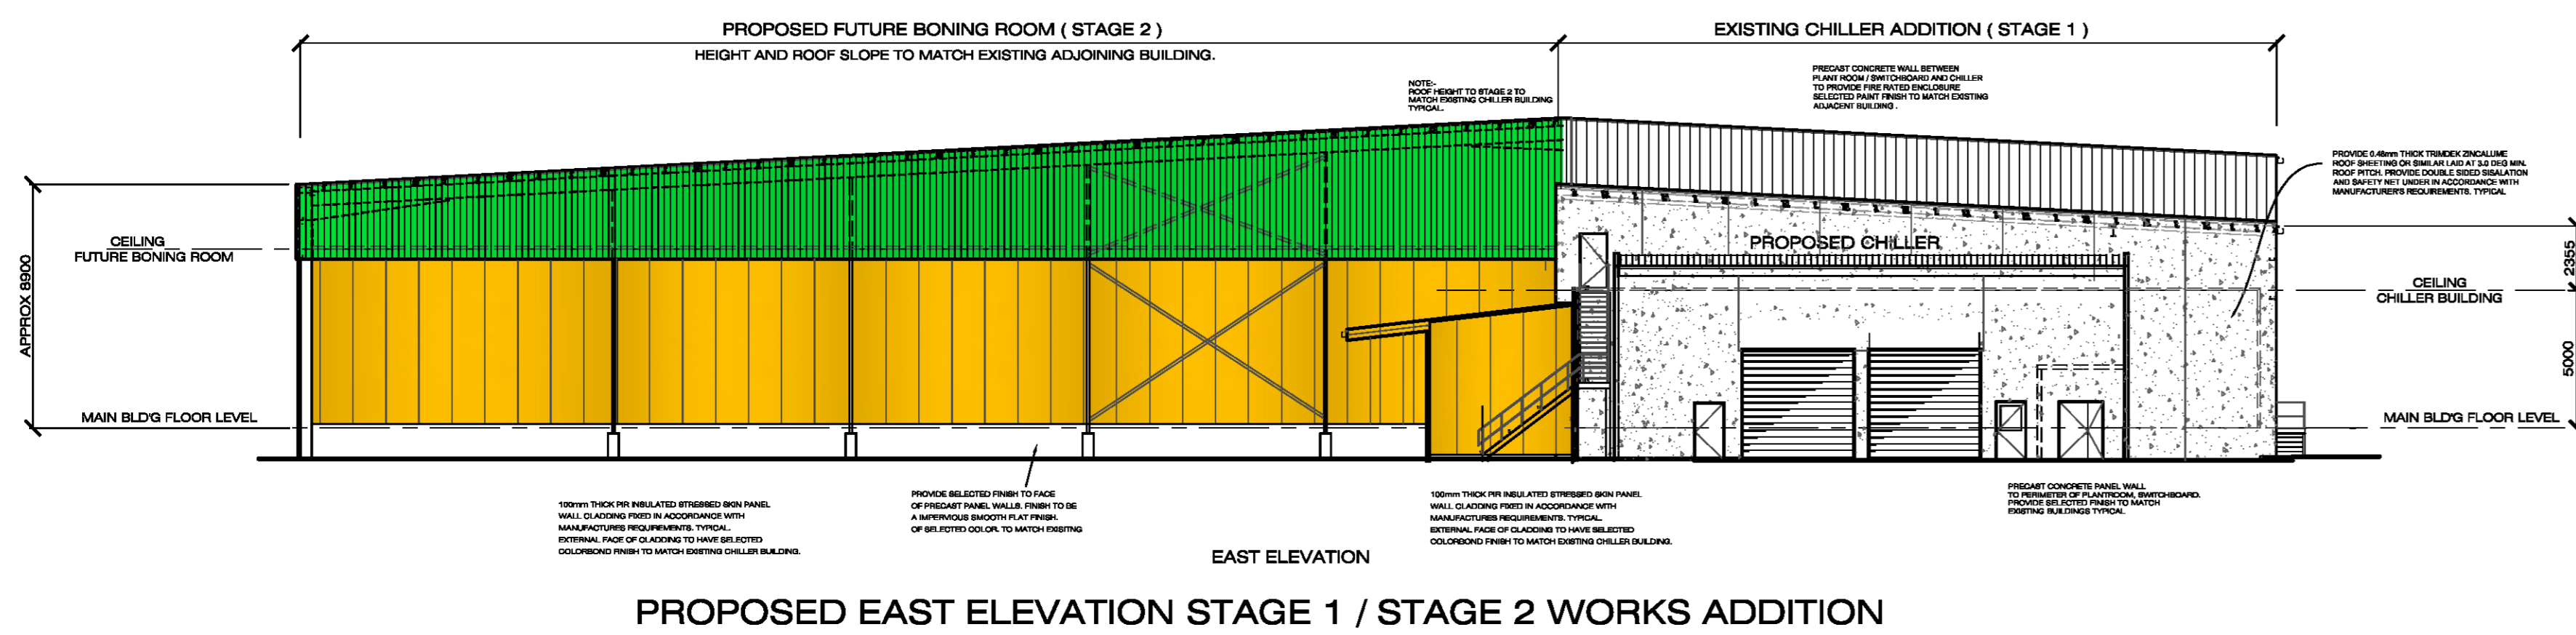 PROPOSED FUTURE BONING ROOM ( STAGE 2 )
HEIGHT AND ROOF SLOPE TO MATCH EXISTING ADJOINING BUILDING.
EXISTING CHILLER ADDITION ( STAGE 1 )
NOTE:-
ROOF HEIGHT TO STAGE 2 TO
MATCH EXISTING CHILLER BUILDING
TYPICAL.
PRECAST CONCRETE WALL BETWEEN
PLANT ROOM / SWITCHBOARD AND CHILLER
TO PROVIDE FIRE RATED ENCLOSURE
SELECTED PAINT FINISH TO MATCH EXISTING
ADJACENT BUILDING .
PROVIDE 0.48mm THICK TRIMDEK ZINCALUME
ROOF SHEETING OR SIMILAR LAID AT 3.0 DEG MIN.
ROOF PITCH. PROVIDE DOUBLE SIDED SISALATION
AND SAFETY NET UNDER IN ACCORDANCE WITH
MANUFACTURER'S REQUIREMENTS. TYPICAL
CEILING
FUTURE BONING ROOM
APPROX 8900
MAIN BLD'G FLOOR LEVEL
PROPOSED CHILLER
2355
CEILING
CHILLER BUILDING
5000
MAIN BLD'G FLOOR LEVEL
100mm THICK PIR INSULATED STRESSED SKIN PANEL
WALL CLADDING FIXED IN ACCORDANCE WITH
MANUFACTURES REQUIREMENTS. TYPICAL.
EXTERNAL FACE OF CLADDING TO HAVE SELECTED
COLORBOND FINISH TO MATCH EXISTING CHILLER BUILDING.
PROVIDE SELECTED FINISH TO FACE
OF PRECAST PANEL WALLS. FINISH TO BE
A IMPERVIOUS SMOOTH FLAT FINISH.
OF SELECTED COLOR. TO MATCH EXISITNG
100mm THICK PIR INSULATED STRESSED SKIN PANEL
WALL CLADDING FIXED IN ACCORDANCE WITH
MANUFACTURES REQUIREMENTS. TYPICAL.
EXTERNAL FACE OF CLADDING TO HAVE SELECTED
COLORBOND FINISH TO MATCH EXISTING CHILLER BUILDING.
PRECAST CONCRETE PANEL WALL
TO PERIMETER OF PLANTROOM, SWITCHBOARD.
PROVIDE SELECTED FINISH TO MATCH
EXISTING BUILDINGS TYPICAL.
EAST ELEVATION
PROPOSED EAST ELEVATION STAGE 1 / STAGE 2 WORKS ADDITION